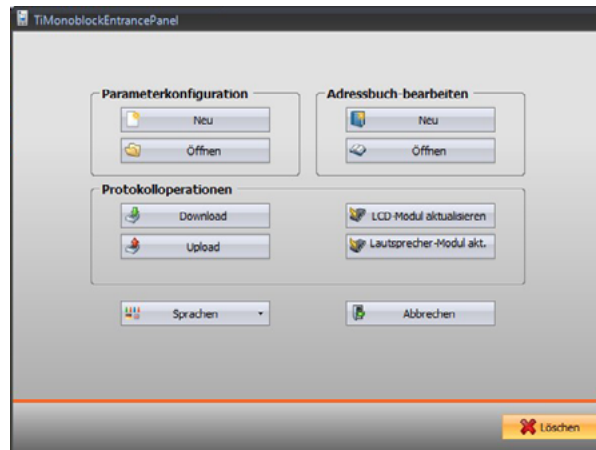 TiMonoblockEntrancePanel
Parameterkonfiguration
Adressbuch-bearbeiten
Neu
Neu
Öffnen
Öffnen
Protokolloperationen
Download
LCD-Modul aktualisieren
Upload
Lautsprecher-Modul akt.
Sprachen
Abbrechen
Löschen